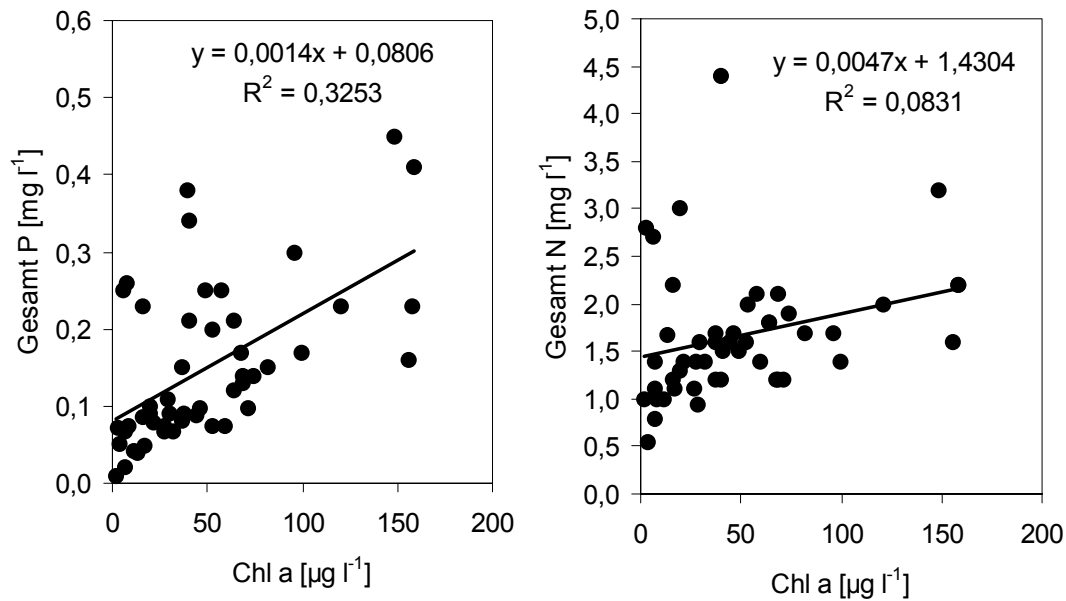 y = 0,0014x + 0,0806
R² = 0,3253
Gesamt P [mg l⁻¹]
0,6
0,5
0,4
0,3
0,2
0,1
0,0
0 50 100 150 200
Chl a [µg l⁻¹]
y = 0,0047x + 1,4304
R² = 0,0831
Gesamt N [mg l⁻¹]
5,0
4,5
4,0
3,5
3,0
2,5
2,0
1,5
1,0
0,5
0,0
0 50 100 150 200
Chl a [µg l⁻¹]